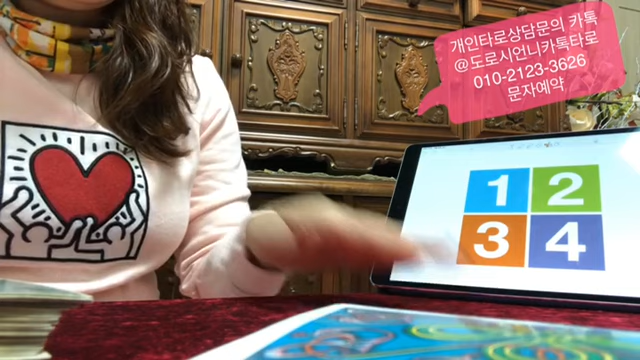 개인타로상담문의 카톡
@도로시언니카톡타로
010-2123-3626
문자예약
1 2
3 4